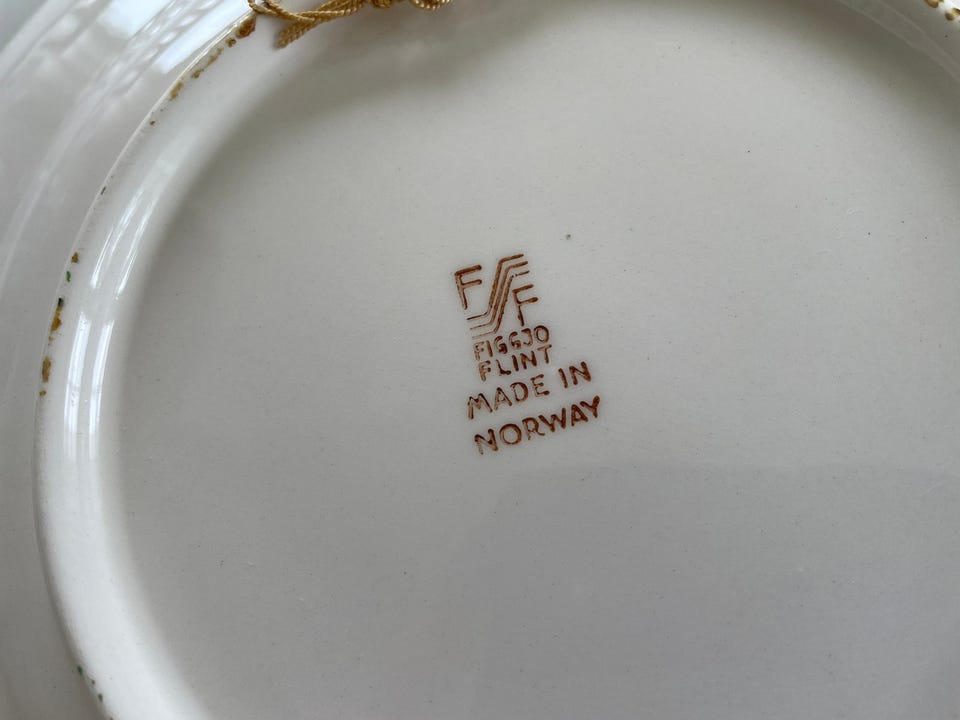 F F
FIGGJO
FLINT
MADE IN
NORWAY